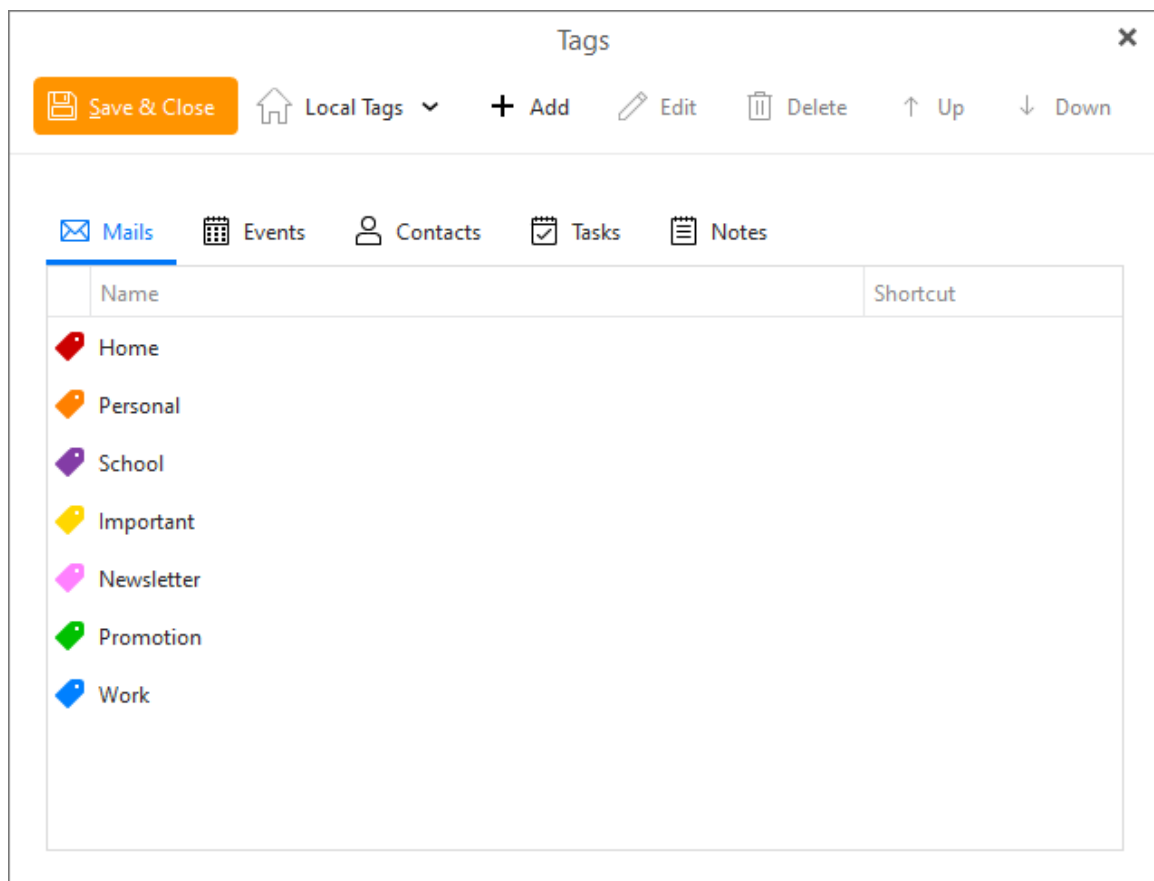 Tags
Save & Close Local Tags Add Edit Delete Up Down
Mails Events Contacts Tasks Notes
Name Shortcut
Home
Personal
School
Important
Newsletter
Promotion
Work